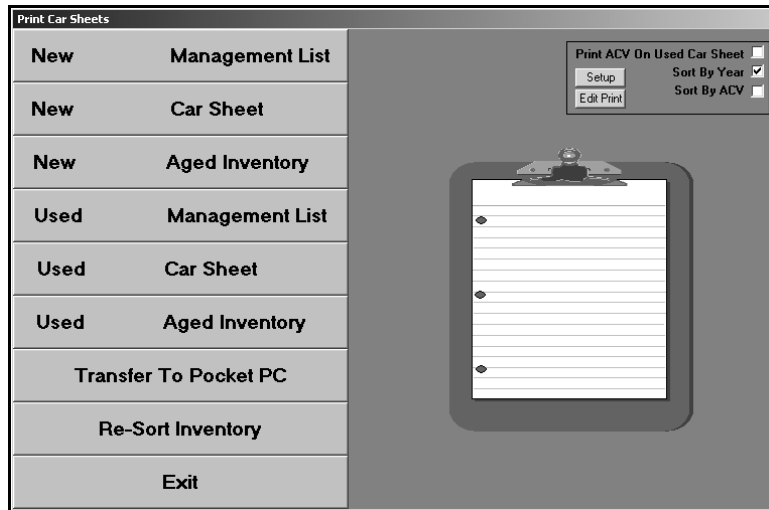 Print Car Sheets
New Management List
New Car Sheet
New Aged Inventory
Used Management List
Used Car Sheet
Used Aged Inventory
Transfer To Pocket PC
Re-Sort Inventory
Exit
Print ACV On Used Car Sheet
Setup Sort By Year
Edit Print Sort By ACV